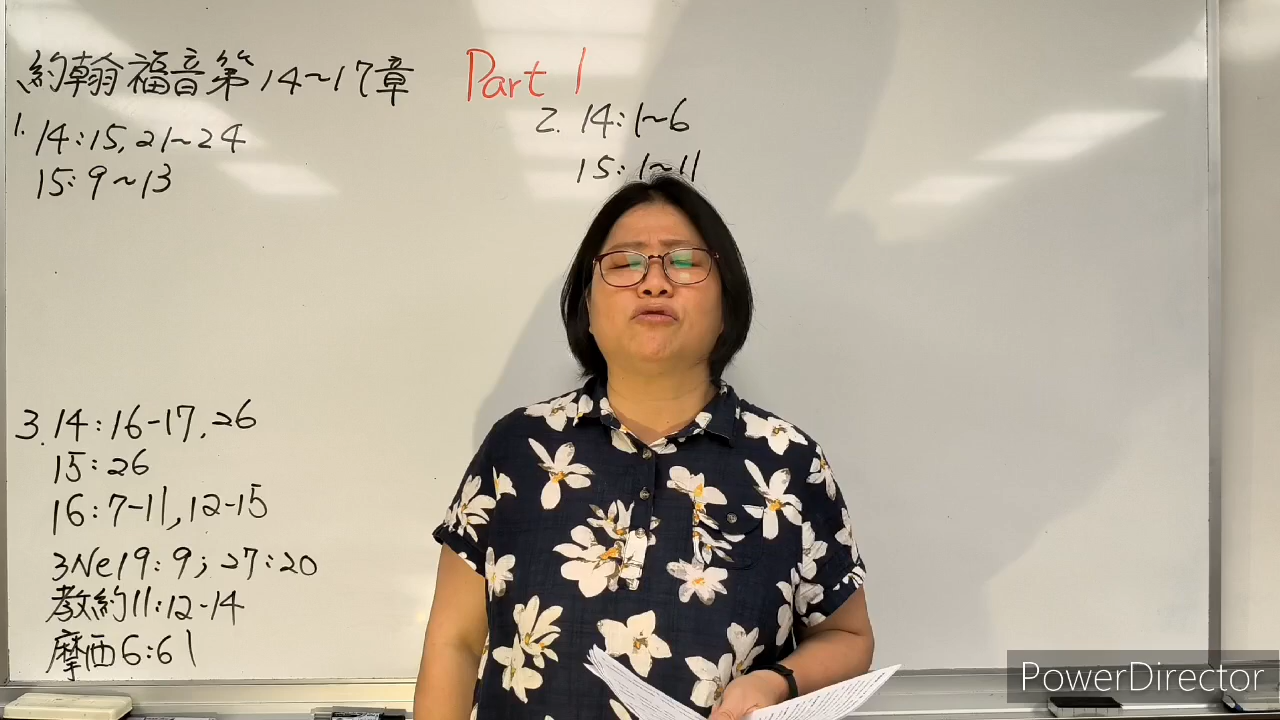 約翰福音第14~17章 Part 1
1. 14:15, 21~24
15:9~13
2. 14:1~6
15:1~11
3. 14:16-17, 26
15:26
16:7-11, 12-15
3Ne19:9; 27:20
教約11:12-14
摩西6:61
PowerDirector